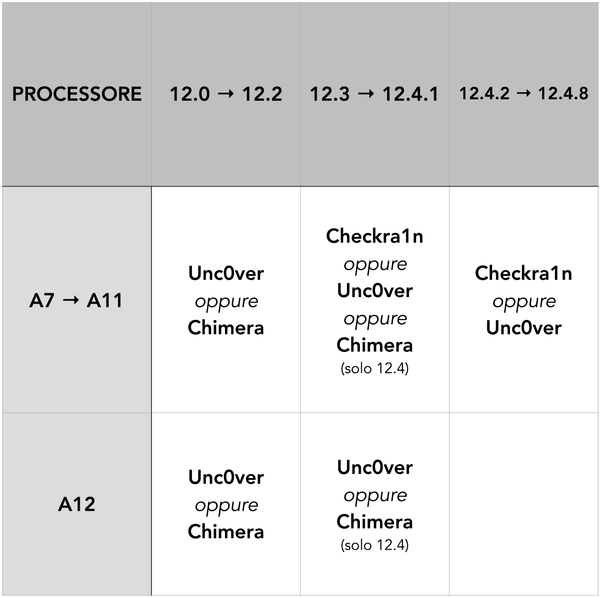 PROCESSORE
12.0 → 12.2
12.3 → 12.4.1
12.4.2 → 12.4.8
A7 → A11
Unc0ver
oppure
Chimera
Checkra1n
oppure
Unc0ver
oppure
Chimera
(solo 12.4)
Checkra1n
oppure
Unc0ver
A12
Unc0ver
oppure
Chimera
Unc0ver
oppure
Chimera
(solo 12.4)